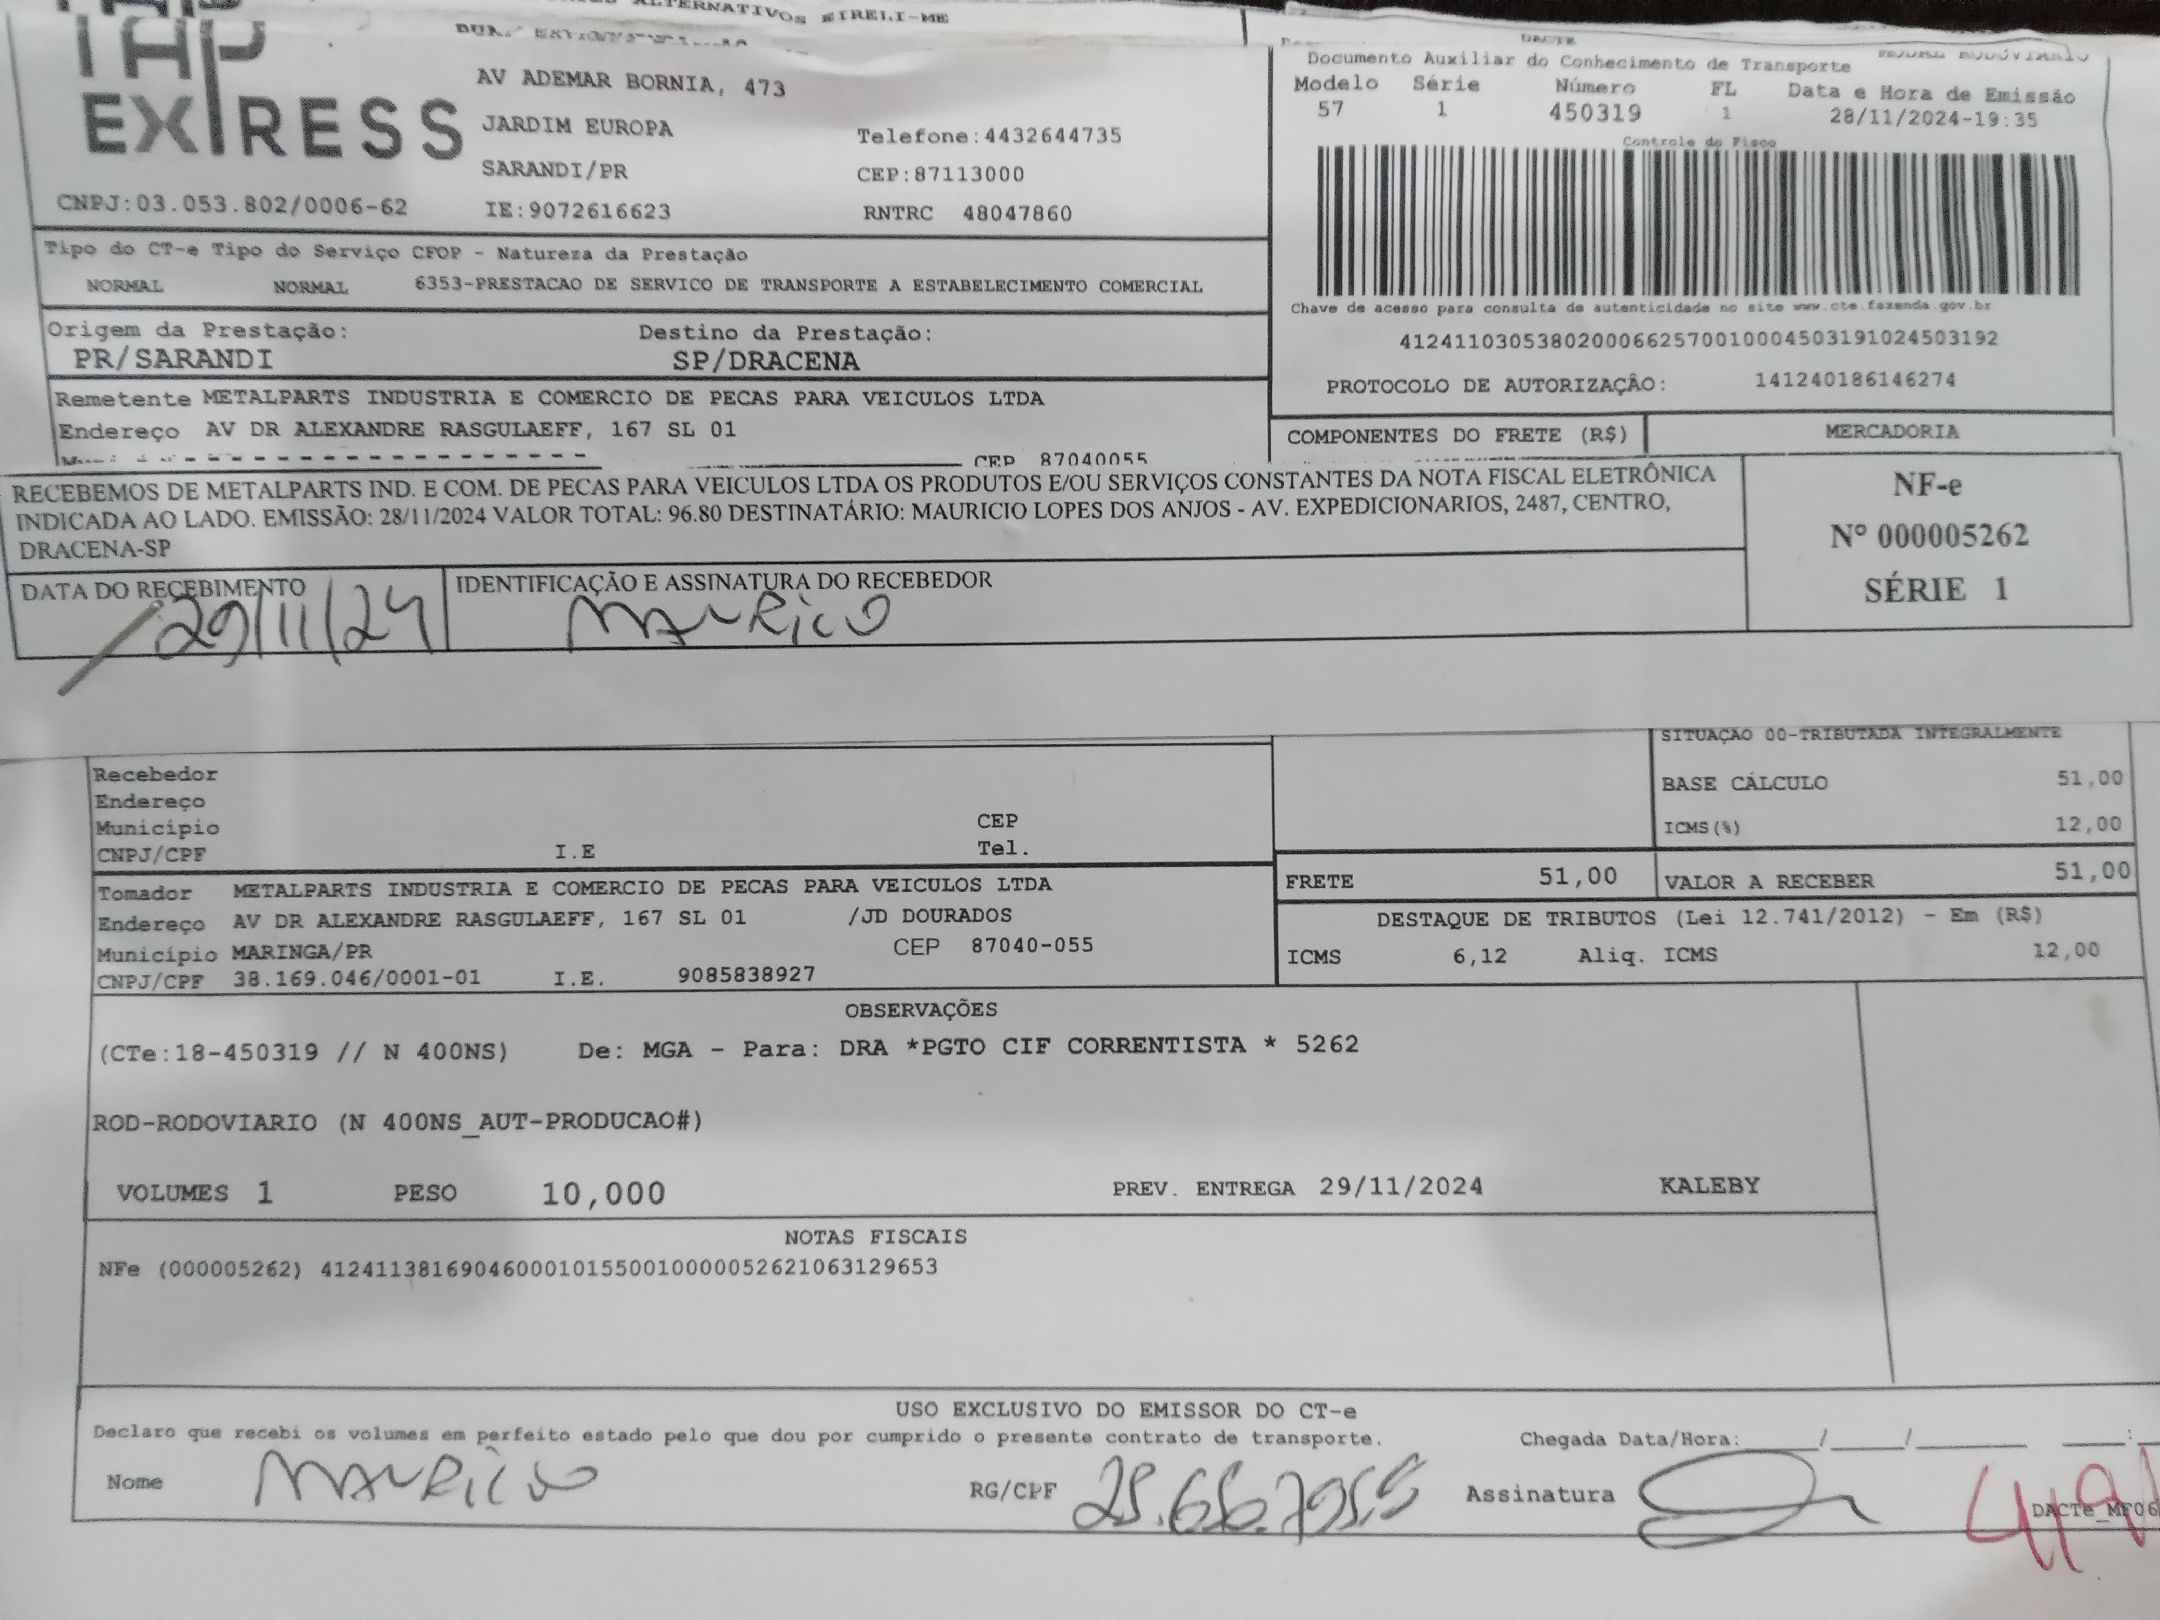 ALTERNATIVOS EIRELI-ME
TAP
EXPRESS
AV ADEMAR BORNIA, 473
JARDIM EUROPA
Telefone:4432644735
SARANDI/PR
CEP:87113000
CNPJ:03.053.802/0006-62
IE:9072616623
RNTRC 48047860
DACTE
Documento Auxiliar do Conhecimento de Transporte
MODAL RODOVIARIO
Modelo Série Número FL Data e Hora de Emissão
57 1 450319 1 28/11/2024-19:35
Controle do Fisco
Chave de acesso para consulta de autenticidade no site www.cte.fazenda.gov.br
41241103053802000662570010004503191024503192
PROTOCOLO DE AUTORIZAÇÃO: 141240186146274
Tipo do CT-e Tipo do Serviço CFOP - Natureza da Prestação
NORMAL NORMAL 6353-PRESTACAO DE SERVICO DE TRANSPORTE A ESTABELECIMENTO COMERCIAL
Origem da Prestação: Destino da Prestação:
PR/SARANDI SP/DRACENA
Remetente METALPARTS INDUSTRIA E COMERCIO DE PECAS PARA VEICULOS LTDA
Endereço AV DR ALEXANDRE RASGULAEFF, 167 SL 01
CEP 87040055
COMPONENTES DO FRETE (R$) MERCADORIA
RECEBEMOS DE METALPARTS IND. E COM. DE PECAS PARA VEICULOS LTDA OS PRODUTOS E/OU SERVIÇOS CONSTANTES DA NOTA FISCAL ELETRÔNICA
INDICADA AO LADO. EMISSÃO: 28/11/2024 VALOR TOTAL: 96.80 DESTINATÁRIO: MAURICIO LOPES DOS ANJOS - AV. EXPEDICIONARIOS, 2487, CENTRO,
DRACENA-SP
NF-e
Nº 000005262
SÉRIE 1
DATA DO RECEBIMENTO
29/11/24
IDENTIFICAÇÃO E ASSINATURA DO RECEBEDOR
MAURiCiO
SITUAÇÃO 00-TRIBUTADA INTEGRALMENTE
BASE CÁLCULO 51,00
ICMS(%) 12,00
Recebedor
Endereço
Município CEP
CNPJ/CPF I.E Tel.
FRETE 51,00 VALOR A RECEBER 51,00
Tomador METALPARTS INDUSTRIA E COMERCIO DE PECAS PARA VEICULOS LTDA
Endereço AV DR ALEXANDRE RASGULAEFF, 167 SL 01 /JD DOURADOS
Município MARINGA/PR CEP 87040-055
CNPJ/CPF 38.169.046/0001-01 I.E. 9085838927
DESTAQUE DE TRIBUTOS (Lei 12.741/2012) - Em (R$)
ICMS 6,12 Aliq. ICMS 12,00
OBSERVAÇÕES
(CTe:18-450319 // N 400NS) De: MGA - Para: DRA *PGTO CIF CORRENTISTA * 5262
ROD-RODOVIARIO (N 400NS_AUT-PRODUCAO#)
VOLUMES 1 PESO 10,000 PREV. ENTREGA 29/11/2024 KALEBY
NOTAS FISCAIS
NFe (000005262) 41241138169046000101550010000052621063129653
USO EXCLUSIVO DO EMISSOR DO CT-e
Declaro que recebi os volumes em perfeito estado pelo que dou por cumprido o presente contrato de transporte. Chegada Data/Hora:____/____/______ ___:
Nome MAURiCiO RG/CPF Assinatura
DACTe_MF06